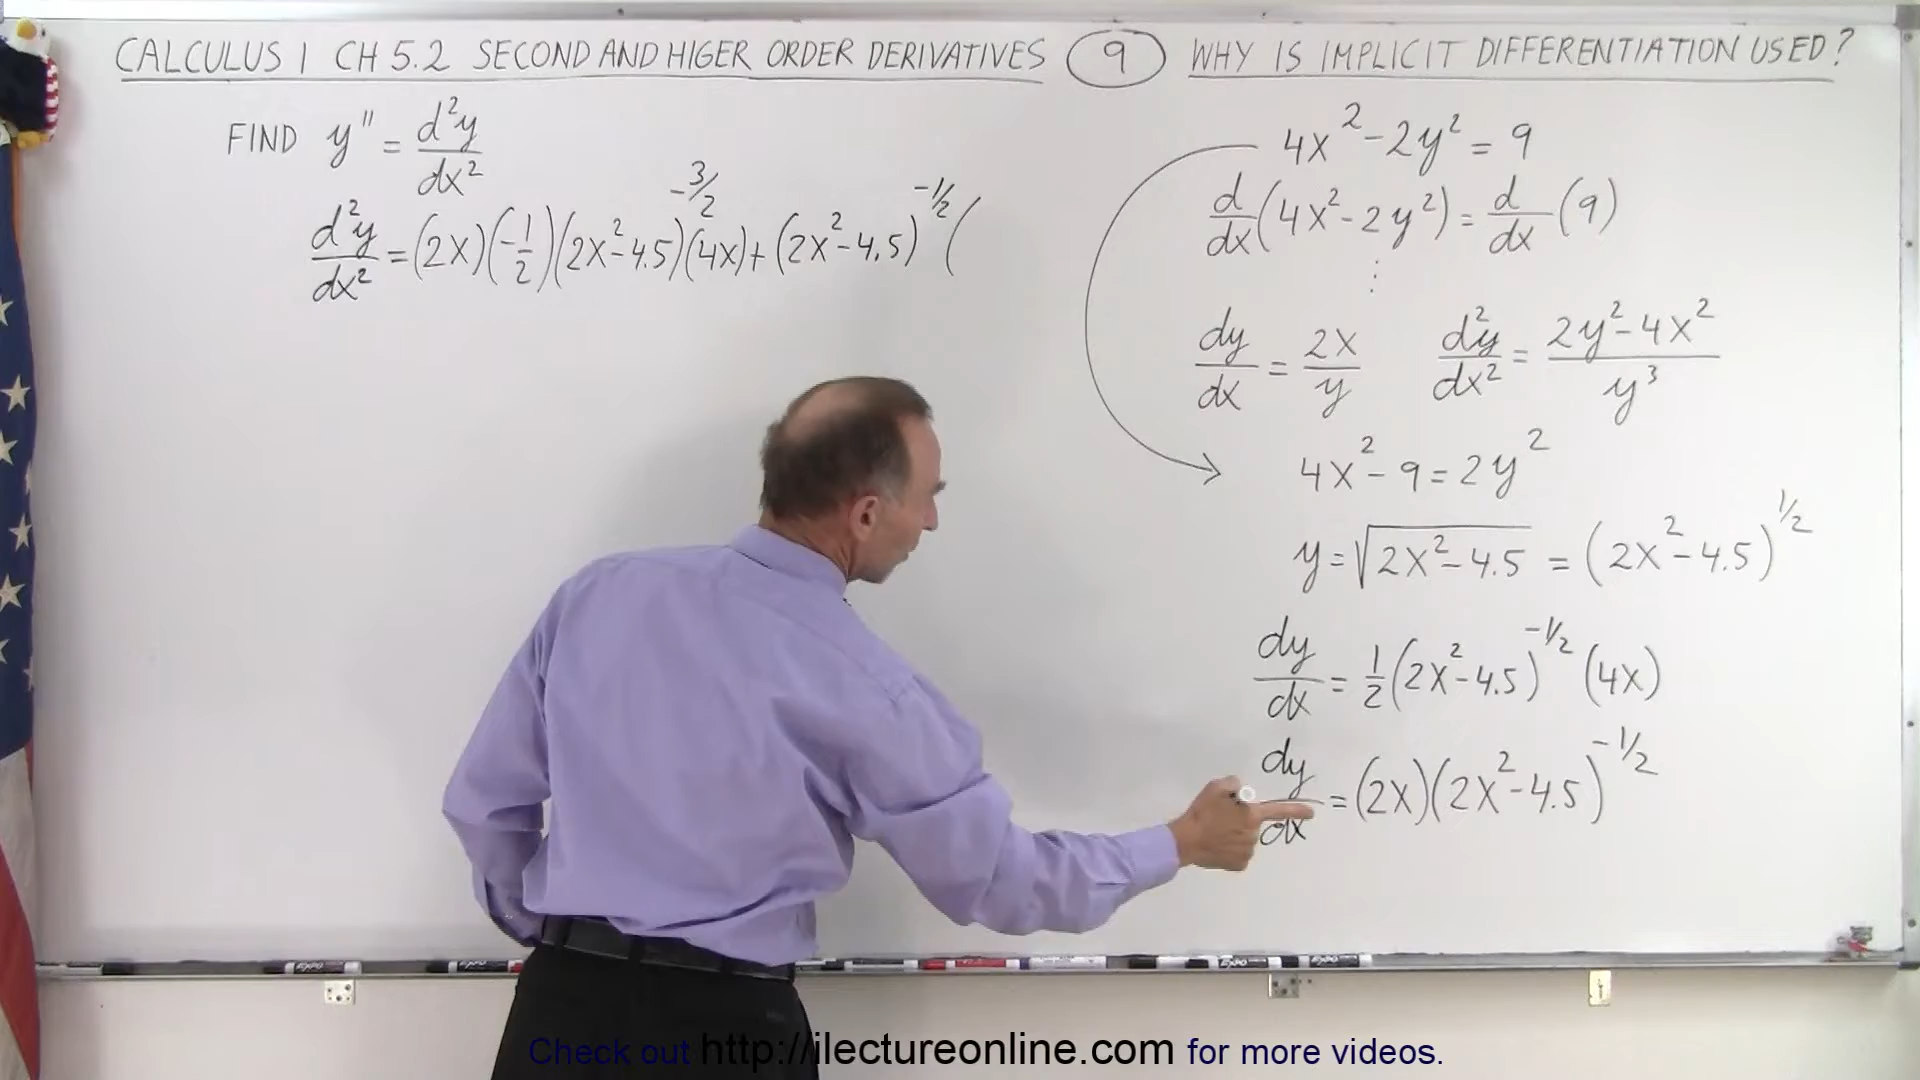 CALCULUS 1 CH 5.2 SECOND AND HIGER ORDER DERIVATIVES 9 WHY IS IMPLICIT DIFFERENTIATION USED?
FIND y" = d²y/dx²
d²y/dx² = (2X)(-1/2)(2X²-4.5)^(-3/2)(4X) + (2X²-4.5)^(-1/2)(
4X² - 2y² = 9
d/dx(4X² - 2y²) = d/dx(9)
⋮
dy/dx = 2X/y d²y/dx² = (2y² - 4X²)/y³
4X² - 9 = 2y²
y = √(2X² - 4.5) = (2X² - 4.5)^(1/2)
dy/dx = 1/2(2X² - 4.5)^(-1/2)(4X)
dy/dx = (2X)(2X² - 4.5)^(-1/2)
Check out http://ilectureonline.com for more videos.